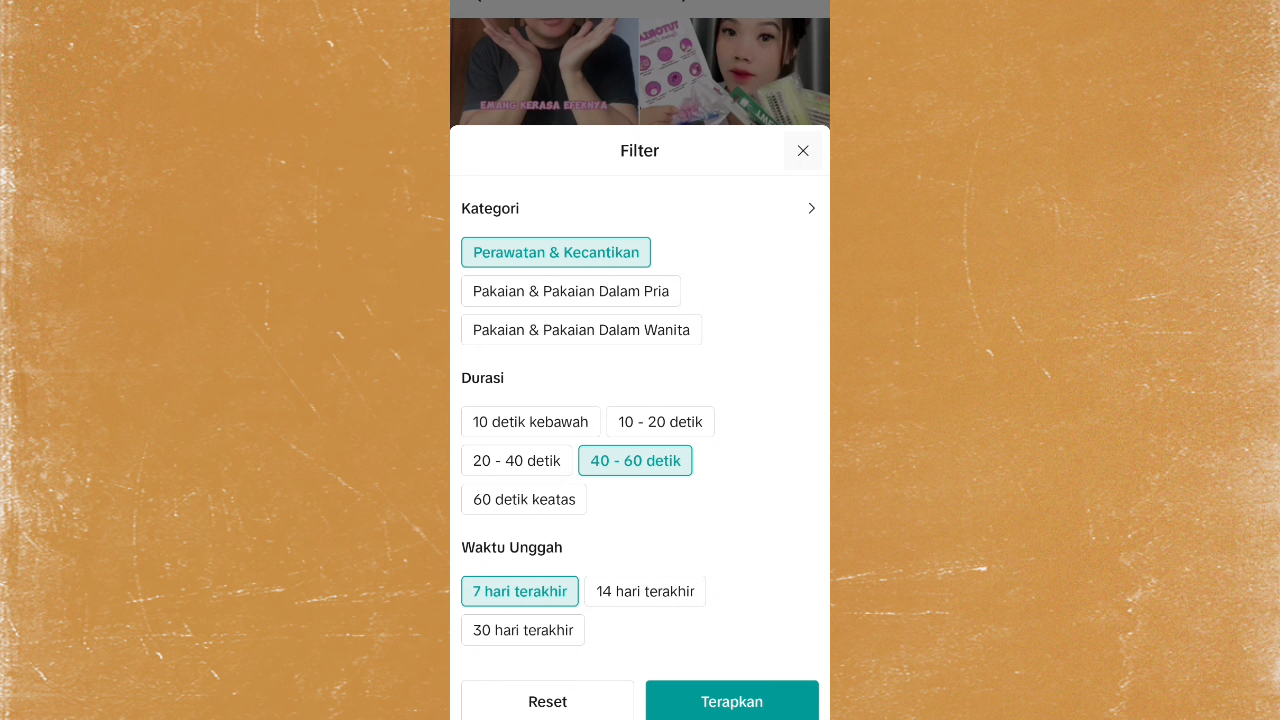 EMANG KERASA EFEKNYA
TUTORIAL
Filter
Kategori
Perawatan & Kecantikan
Pakaian & Pakaian Dalam Pria
Pakaian & Pakaian Dalam Wanita
Durasi
10 detik kebawah
10 - 20 detik
20 - 40 detik
40 - 60 detik
60 detik keatas
Waktu Unggah
7 hari terakhir
14 hari terakhir
30 hari terakhir
Reset
Terapkan